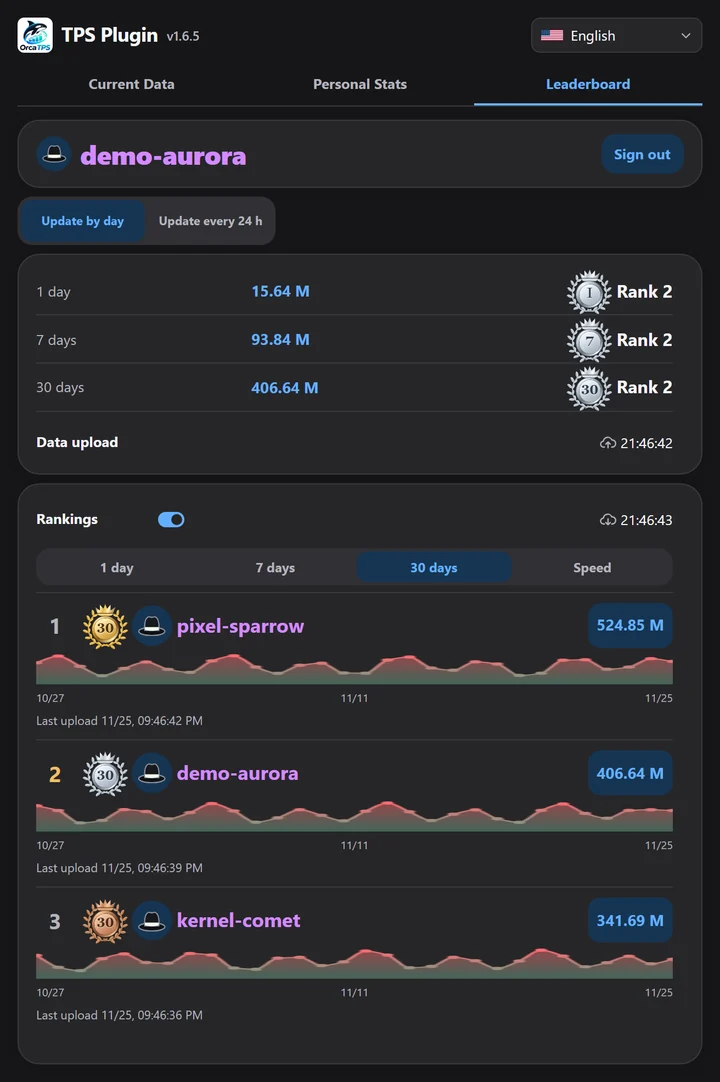 OrcaTPS
TPS Plugin v1.6.5
English
Current Data Personal Stats Leaderboard
demo-aurora
Sign out
Update by day Update every 24 h
1 day 15.64 M 1 Rank 2
7 days 93.84 M 7 Rank 2
30 days 406.64 M 30 Rank 2
Data upload 21:46:42
Rankings 21:46:43
1 day 7 days 30 days Speed
1 30 pixel-sparrow 524.85 M
10/27 11/11 11/25
Last upload 11/25, 09:46:42 PM
2 30 demo-aurora 406.64 M
10/27 11/11 11/25
Last upload 11/25, 09:46:39 PM
3 30 kernel-comet 341.69 M
10/27 11/11 11/25
Last upload 11/25, 09:46:36 PM